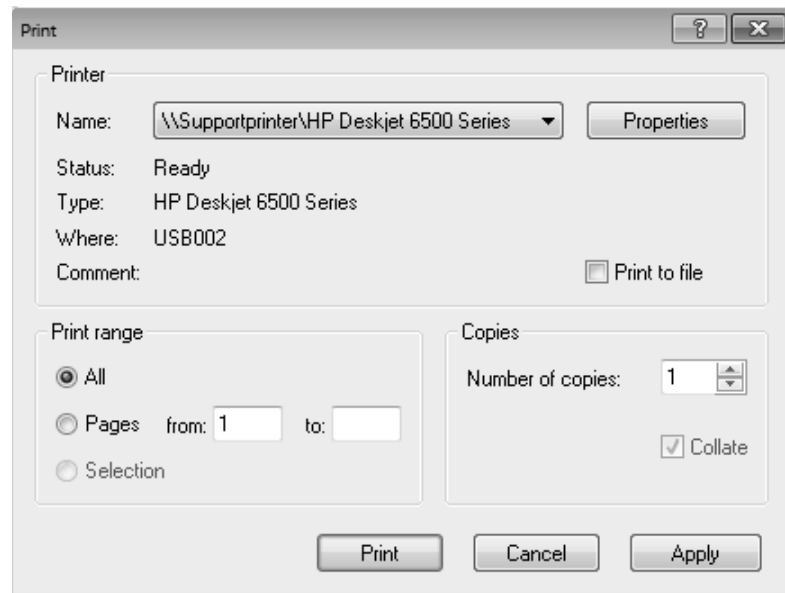 Print
Printer
Name: \\Supportprinter\HP Deskjet 6500 Series Properties
Status: Ready
Type: HP Deskjet 6500 Series
Where: USB002
Comment: Print to file
Print range
All
Pages from: 1 to:
Selection
Copies
Number of copies: 1
Collate
Print Cancel Apply